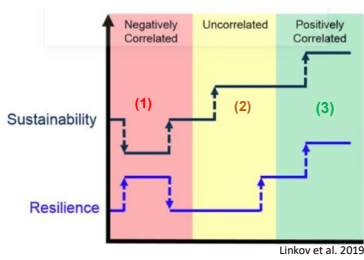 Negatively
Correlated
Uncorrelated
Positively
Correlated
(1)
(2)
(3)
Sustainability
Resilience
Linkov et al. 2019